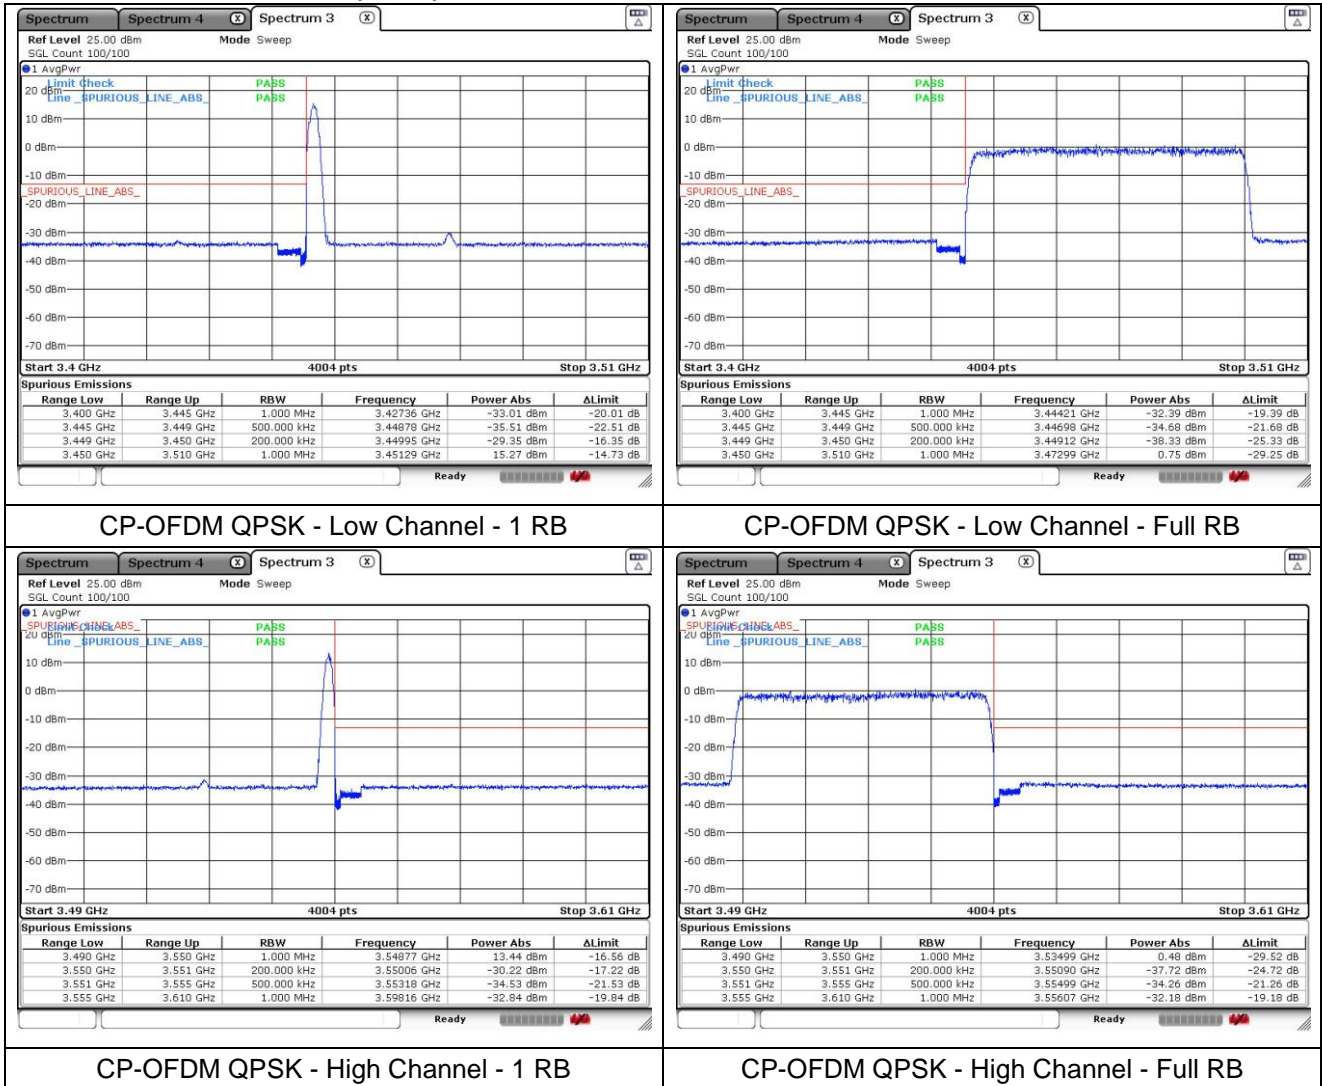 Spectrum Spectrum 4 X Spectrum 3 X
Ref Level 25.00 dBm Mode Sweep
SGL Count 100/100
1 AvgPwr
Limit Check PASS
20 dBm
Line _SPURIOUS_LINE_ABS_ PASS
10 dBm
0 dBm
-10 dBm
_SPURIOUS_LINE_ABS_
-20 dBm
-30 dBm
-40 dBm
-50 dBm
-60 dBm
-70 dBm
Start 3.4 GHz 4004 pts Stop 3.51 GHz
Spurious Emissions
Range Low Range Up RBW Frequency Power Abs ΔLimit
3.400 GHz 3.445 GHz 1.000 MHz 3.42736 GHz -33.01 dBm -20.01 dB
3.445 GHz 3.449 GHz 500.000 kHz 3.44878 GHz -35.51 dBm -22.51 dB
3.449 GHz 3.450 GHz 200.000 kHz 3.44995 GHz -29.35 dBm -16.35 dB
3.450 GHz 3.510 GHz 1.000 MHz 3.45129 GHz 15.27 dBm -14.73 dB
Ready
CP-OFDM QPSK - Low Channel - 1 RB
Spectrum Spectrum 4 X Spectrum 3 X
Ref Level 25.00 dBm Mode Sweep
SGL Count 100/100
1 AvgPwr
Limit Check PASS
20 dBm
Line _SPURIOUS_LINE_ABS_ PASS
10 dBm
0 dBm
-10 dBm
_SPURIOUS_LINE_ABS_
-20 dBm
-30 dBm
-40 dBm
-50 dBm
-60 dBm
-70 dBm
Start 3.4 GHz 4004 pts Stop 3.51 GHz
Spurious Emissions
Range Low Range Up RBW Frequency Power Abs ΔLimit
3.400 GHz 3.445 GHz 1.000 MHz 3.44421 GHz -32.39 dBm -19.39 dB
3.445 GHz 3.449 GHz 500.000 kHz 3.44698 GHz -34.68 dBm -21.68 dB
3.449 GHz 3.450 GHz 200.000 kHz 3.44912 GHz -38.33 dBm -25.33 dB
3.450 GHz 3.510 GHz 1.000 MHz 3.47299 GHz 0.75 dBm -29.25 dB
Ready
CP-OFDM QPSK - Low Channel - Full RB
Spectrum Spectrum 4 X Spectrum 3 X
Ref Level 25.00 dBm Mode Sweep
SGL Count 100/100
1 AvgPwr
_SPURIOUS_LINE_ABS_
Limit Check PASS
20 dBm
Line _SPURIOUS_LINE_ABS_ PASS
10 dBm
0 dBm
-10 dBm
-20 dBm
-30 dBm
-40 dBm
-50 dBm
-60 dBm
-70 dBm
Start 3.49 GHz 4004 pts Stop 3.61 GHz
Spurious Emissions
Range Low Range Up RBW Frequency Power Abs ΔLimit
3.490 GHz 3.550 GHz 1.000 MHz 3.54877 GHz 13.44 dBm -16.56 dB
3.550 GHz 3.551 GHz 200.000 kHz 3.55006 GHz -30.22 dBm -17.22 dB
3.551 GHz 3.555 GHz 500.000 kHz 3.55318 GHz -34.53 dBm -21.53 dB
3.555 GHz 3.610 GHz 1.000 MHz 3.59816 GHz -32.84 dBm -19.84 dB
Ready
CP-OFDM QPSK - High Channel - 1 RB
Spectrum Spectrum 4 X Spectrum 3 X
Ref Level 25.00 dBm Mode Sweep
SGL Count 100/100
1 AvgPwr
_SPURIOUS_LINE_ABS_
Limit Check PASS
20 dBm
Line _SPURIOUS_LINE_ABS_ PASS
10 dBm
0 dBm
-10 dBm
-20 dBm
-30 dBm
-40 dBm
-50 dBm
-60 dBm
-70 dBm
Start 3.49 GHz 4004 pts Stop 3.61 GHz
Spurious Emissions
Range Low Range Up RBW Frequency Power Abs ΔLimit
3.490 GHz 3.550 GHz 1.000 MHz 3.53499 GHz 0.48 dBm -29.52 dB
3.550 GHz 3.551 GHz 200.000 kHz 3.55090 GHz -37.72 dBm -24.72 dB
3.551 GHz 3.555 GHz 500.000 kHz 3.55499 GHz -34.26 dBm -21.26 dB
3.555 GHz 3.610 GHz 1.000 MHz 3.55607 GHz -32.18 dBm -19.18 dB
Ready
CP-OFDM QPSK - High Channel - Full RB